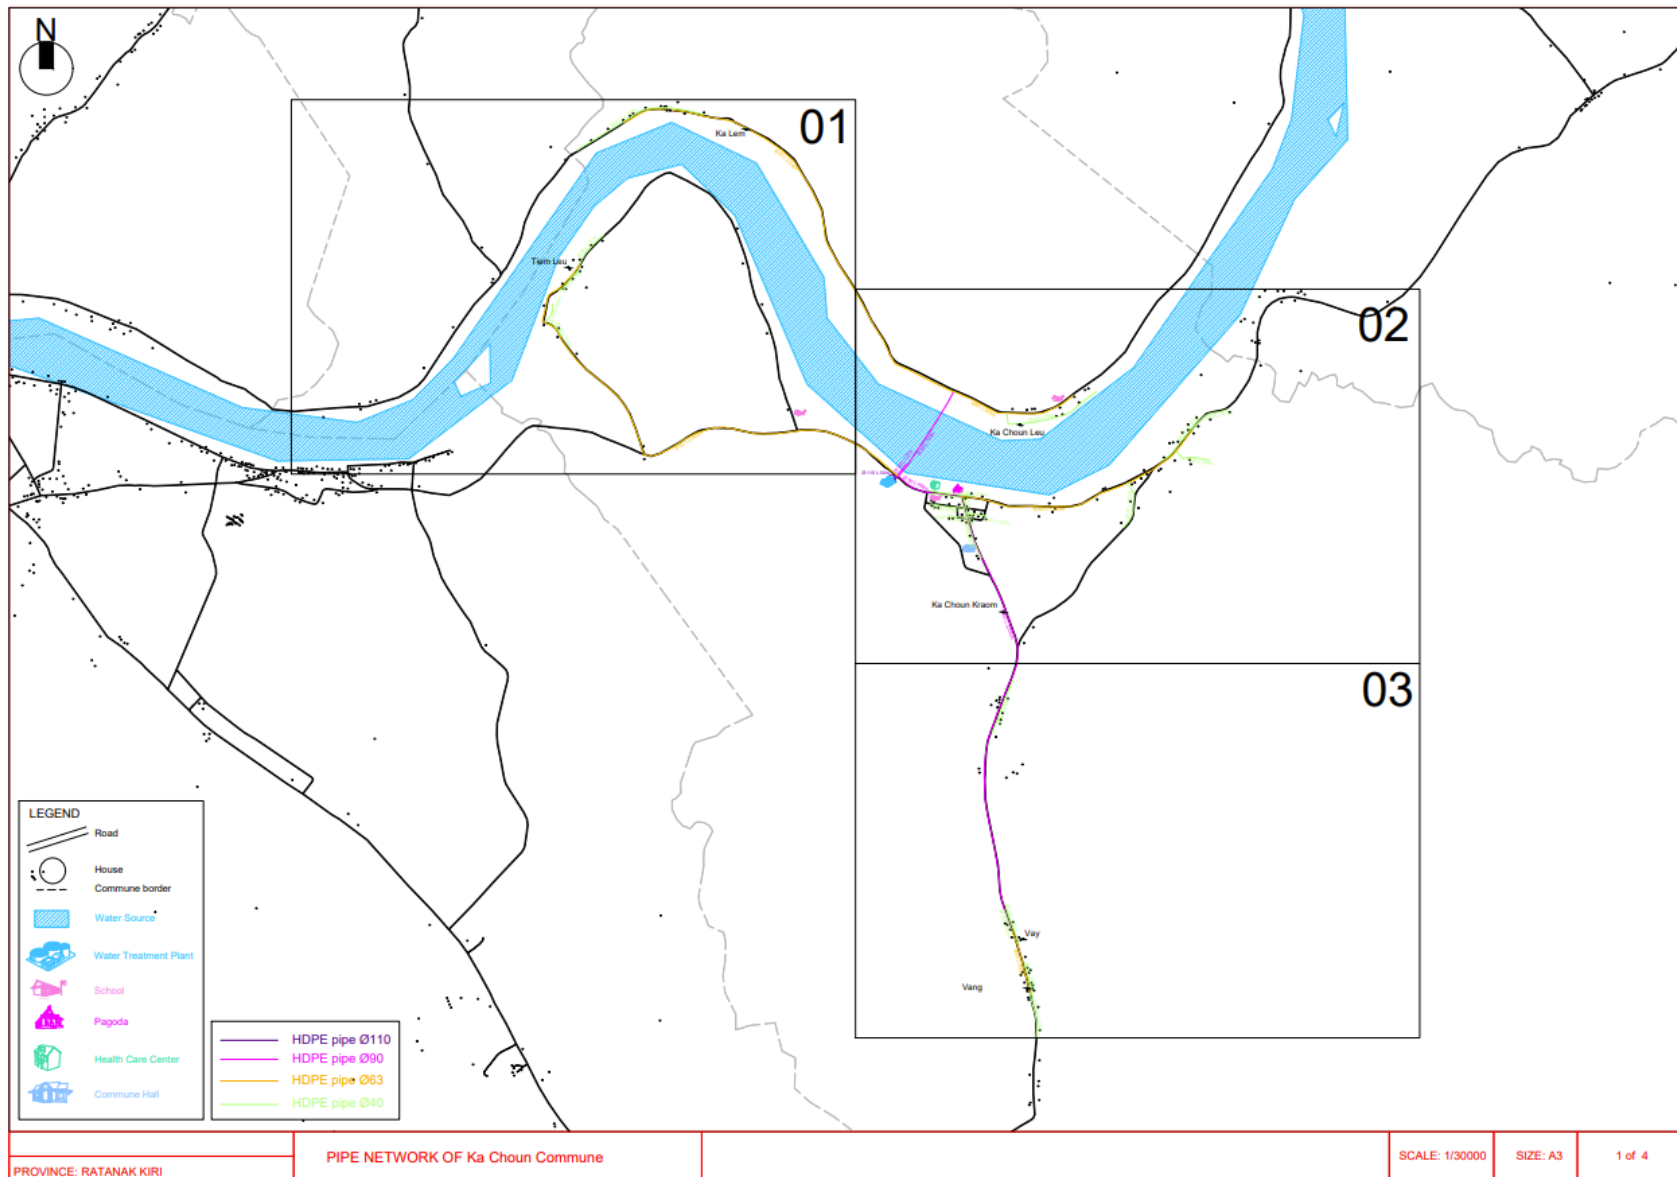 N
01
Ka Lem
Tiem Leu
02
Ka Choun Leu
Ka Choun Kraom
03
Vay
Vang
LEGEND
Road
House
Commune border
Water Source
Water Treatment Plant
School
Pagoda
Health Care Center
Commune Hall
HDPE pipe Ø110
HDPE pipe Ø90
HDPE pipe Ø63
HDPE pipe Ø40
PROVINCE: RATANAK KIRI
PIPE NETWORK OF Ka Choun Commune
SCALE: 1/30000
SIZE: A3
1 of 4